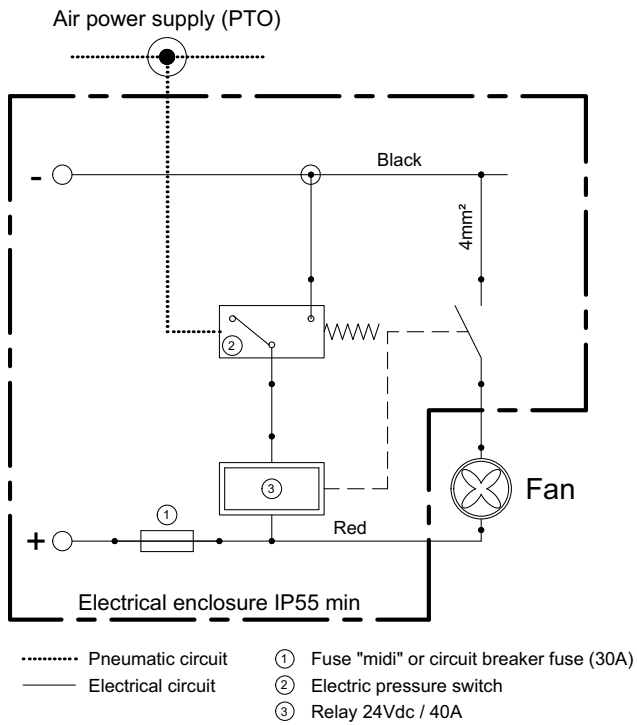 Air power supply (PTO)
-
Black
4mm²
2
3
1
Fan
+
Red
Electrical enclosure IP55 min
Pneumatic circuit
Electrical circuit
1 Fuse "midi" or circuit breaker fuse (30A)
2 Electric pressure switch
3 Relay 24Vdc / 40A